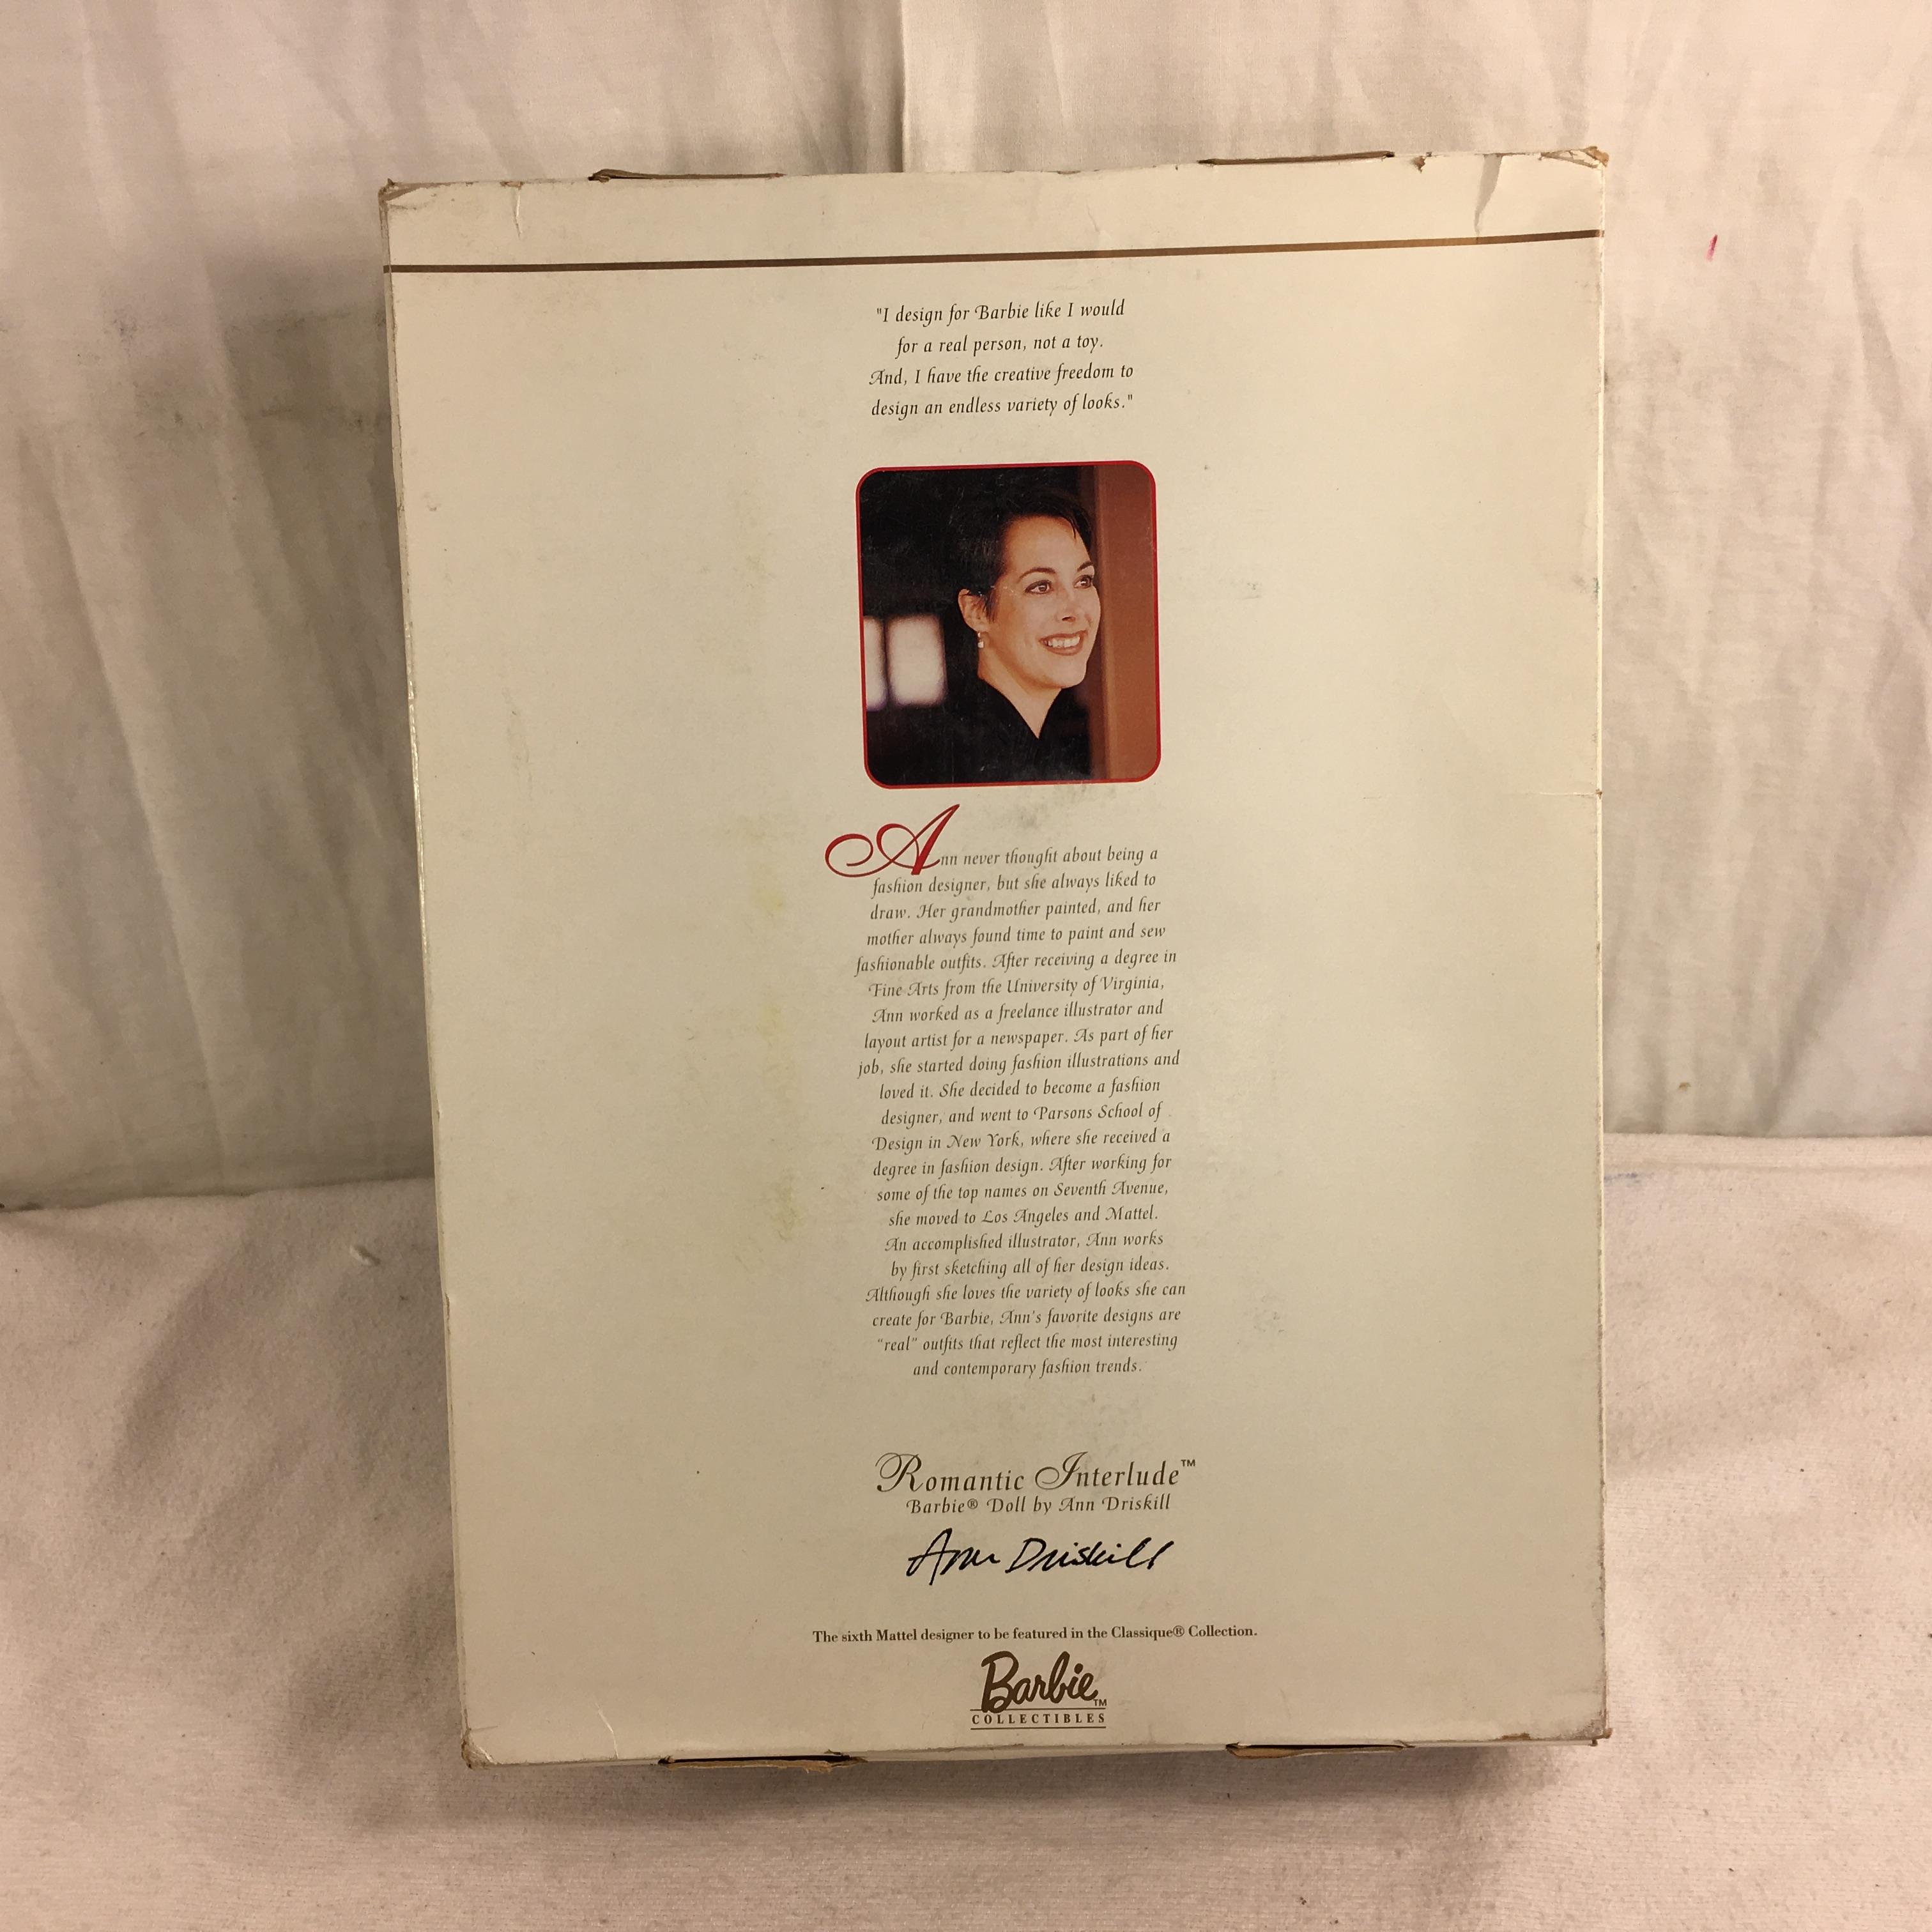 "I design for Barbie like I would
for a real person, not a toy.
And, I have the creative freedom to
design an endless variety of looks."
Ann never thought about being a
fashion designer, but she always liked to
draw. Her grandmother painted, and her
mother always found time to paint and sew
fashionable outfits. After receiving a degree in
Fine Arts from the University of Virginia,
Ann worked as a freelance illustrator and
layout artist for a newspaper. As part of her
job, she started doing fashion illustrations and
loved it. She decided to become a fashion
designer, and went to Parsons School of
Design in New York, where she received a
degree in fashion design. After working for
some of the top names on Seventh Avenue,
she moved to Los Angeles and Mattel.
An accomplished illustrator, Ann works
by first sketching all of her design ideas.
Although she loves the variety of looks she can
create for Barbie, Ann's favorite designs are
"real" outfits that reflect the most interesting
and contemporary fashion trends.
Romantic Interlude™
Barbie® Doll by Ann Driskill
Ann Driskill
The sixth Mattel designer to be featured in the Classique® Collection.
Barbie™
COLLECTIBLES